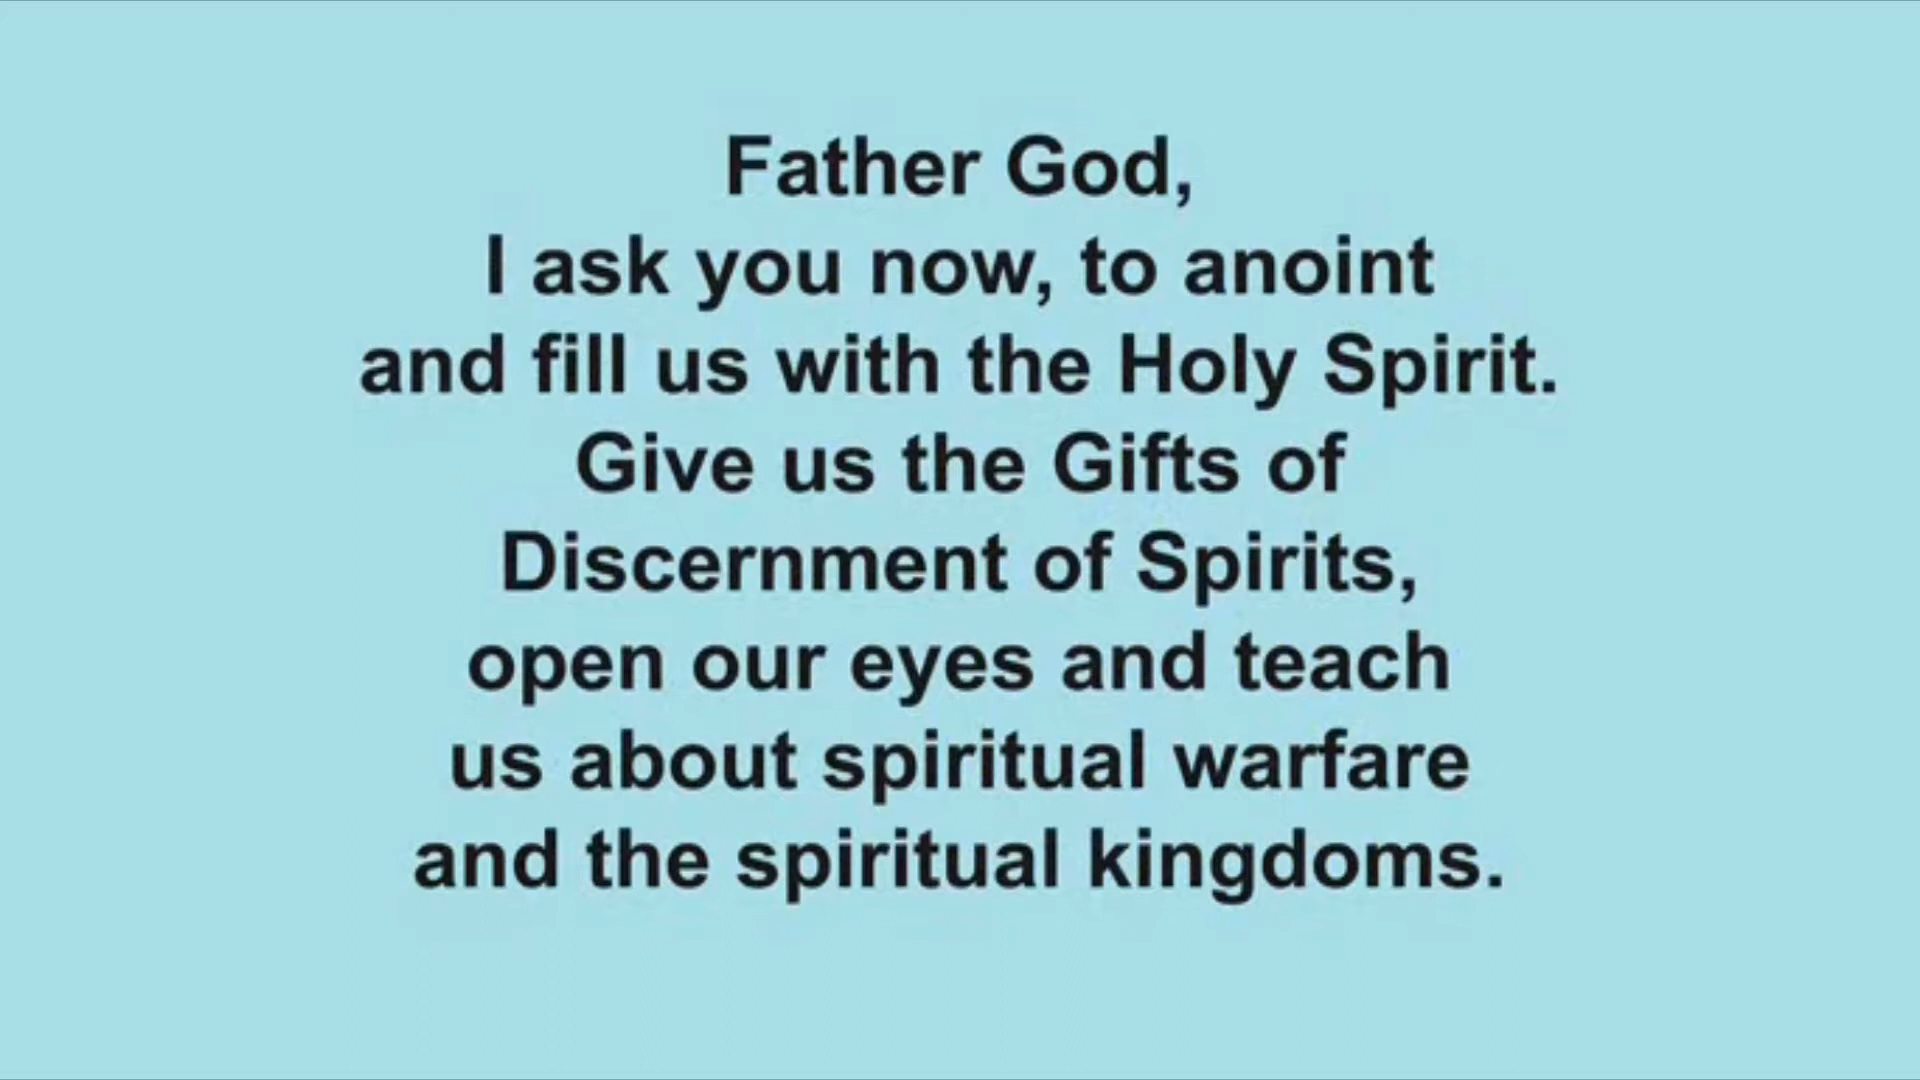 Father God,
I ask you now, to anoint
and fill us with the Holy Spirit.
Give us the Gifts of
Discernment of Spirits,
open our eyes and teach
us about spiritual warfare
and the spiritual kingdoms.